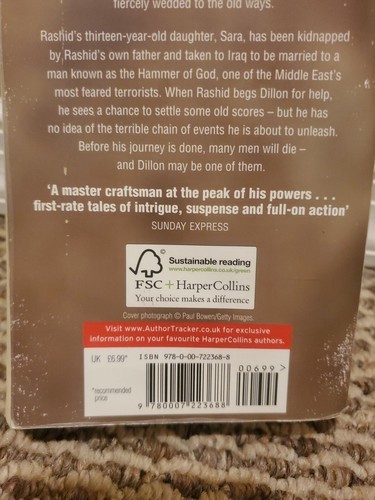 fiercely wedded to the old ways.
Rashid's thirteen-year-old daughter, Sara, has been kidnapped
by Rashid's own father and taken to Iraq to be married to a
man known as the Hammer of God, one of the Middle East's
most feared terrorists. When Rashid begs Dillon for help,
he sees a chance to settle some old scores – but he has
no idea of the terrible chain of events he is about to unleash.
Before his journey is done, many men will die –
and Dillon may be one of them.
'A master craftsman at the peak of his powers . . .
first-rate tales of intrigue, suspense and full-on action'
SUNDAY EXPRESS
Sustainable reading
www.harpercollins.co.uk/green
FSC + HarperCollins
Your choice makes a difference
Cover photograph © Paul Bowen/Getty Images.
Visit www.AuthorTracker.co.uk for exclusive
information on your favourite HarperCollins authors.
UK £6.99*
ISBN 978-0-00-722368-8
00699>
*recommended
price
9 780007 223688